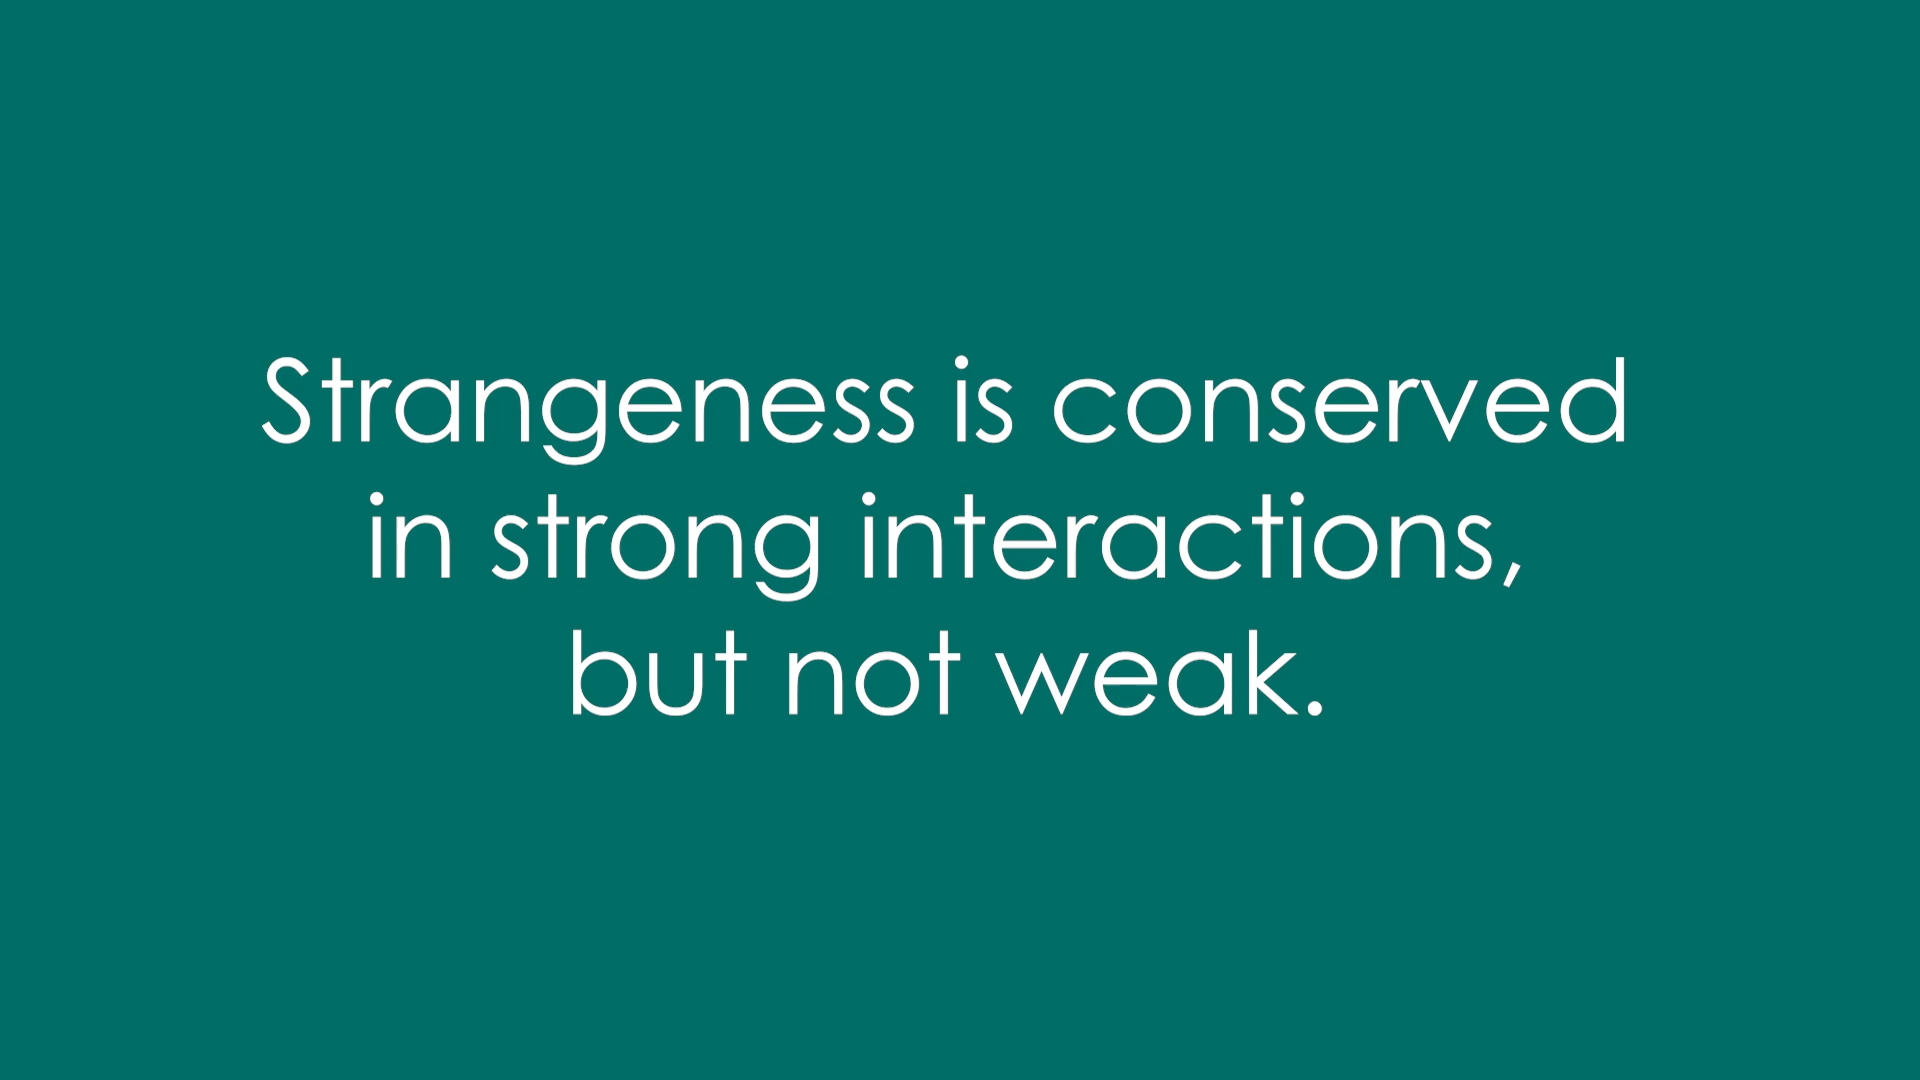 Strangeness is conserved
in strong interactions,
but not weak.